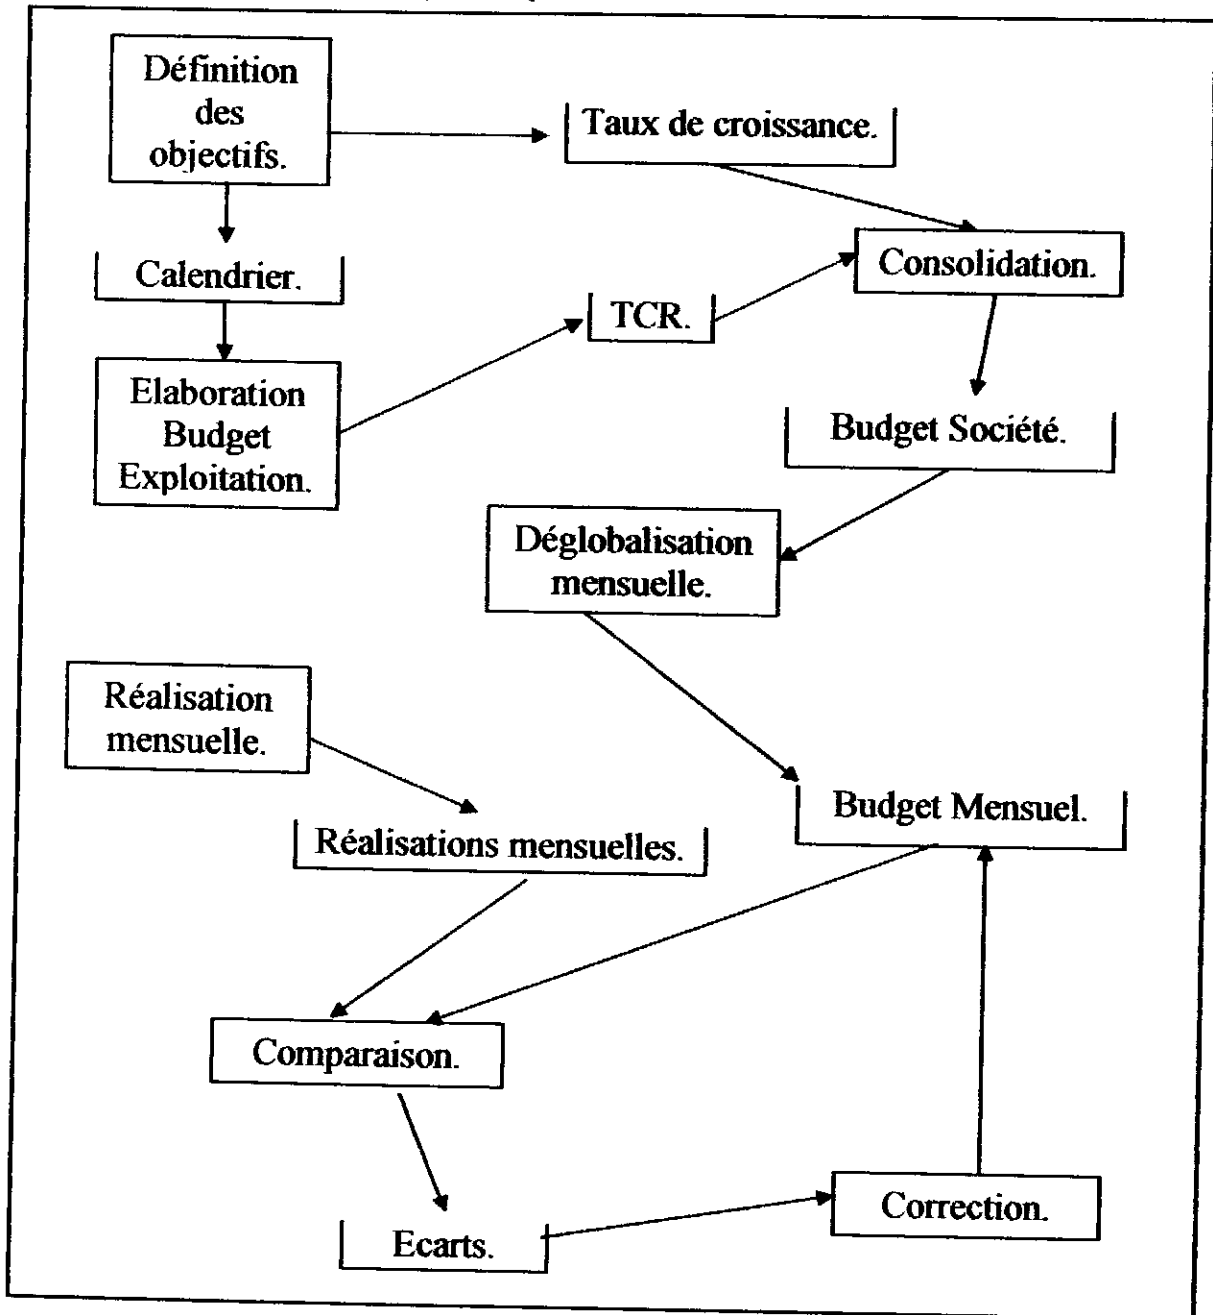 Définition
des
objectifs.
Taux de croissance.
Calendrier.
Consolidation.
TCR.
Elaboration
Budget
Exploitation.
Budget Société.
Déglobalisation
mensuelle.
Réalisation
mensuelle.
Budget Mensuel.
Réalisations mensuelles.
Comparaison.
Correction.
Ecarts.